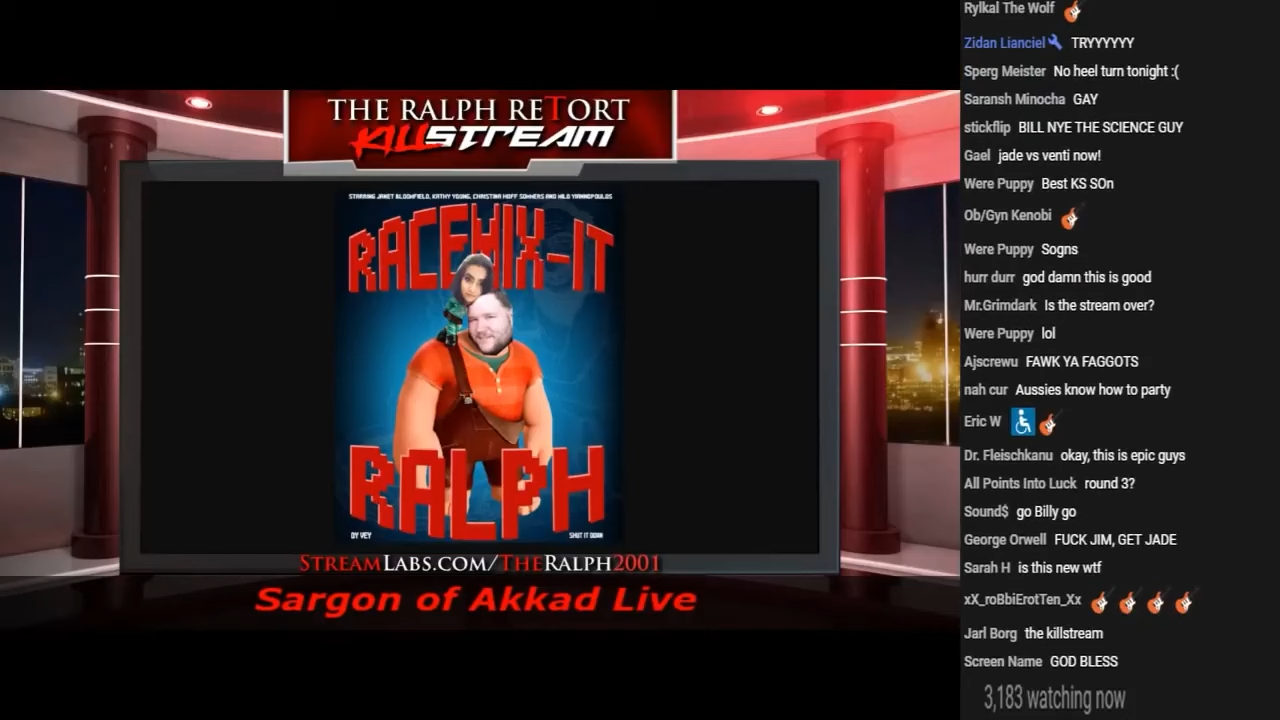 THE RALPH RETORT
KILLSTREAM
STARRING JANET BLOOMFIELD, KATHY YOUNG, CHRISTINA HOFF SOMMERS AND MILO YIANNOPOULOS
RACEMIX-IT
RALPH
OY VEY
SHUT IT DOWN
STREAMLABS.COM/THERALPH2001
Sargon of Akkad Live
Rylkal The Wolf
Zidan Lianciel TRYYYYYY
Sperg Meister No heel turn tonight :(
Saransh Minocha GAY
stickflip BILL NYE THE SCIENCE GUY
Gael jade vs venti now!
Were Puppy Best KS SOn
Ob/Gyn Kenobi
Were Puppy Sogns
hurr durr god damn this is good
Mr.Grimdark Is the stream over?
Were Puppy lol
Ajscrewu FAWK YA FAGGOTS
nah cur Aussies know how to party
Eric W
Dr. Fleischkanu okay, this is epic guys
All Points Into Luck round 3?
Sound$ go Billy go
George Orwell FUCK JIM, GET JADE
Sarah H is this new wtf
xX_roBbiErotTen_Xx
Jarl Borg the killstream
Screen Name GOD BLESS
3,183 watching now